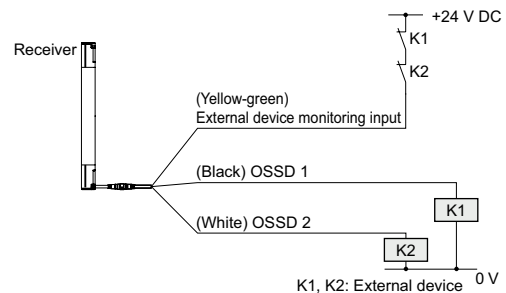 +24 V DC
K1
Receiver
K2
(Yellow-green)
External device monitoring input
(Black) OSSD 1
K1
(White) OSSD 2
K2
0 V
K1, K2: External device